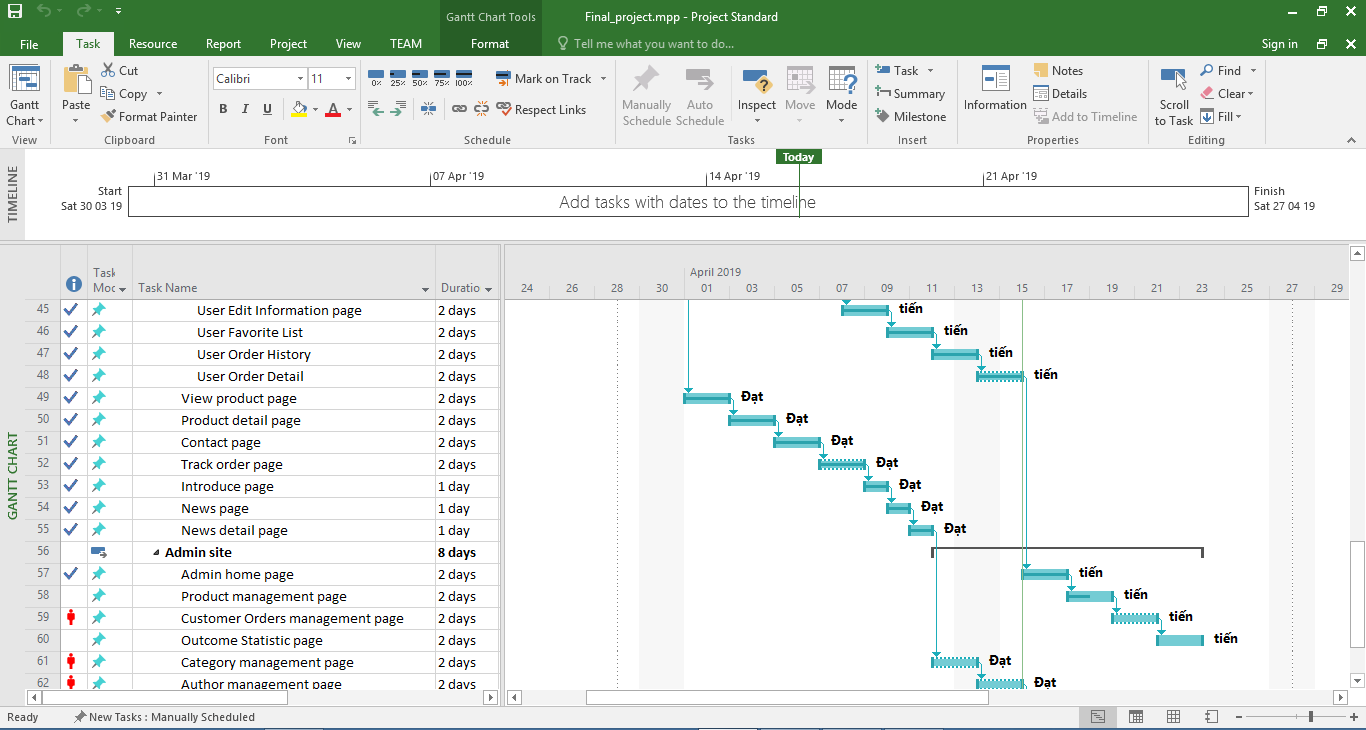 Gantt Chart Tools
Final_project.mpp - Project Standard
File Task Resource Report Project View TEAM Format Tell me what you want to do... Sign in
Gantt Chart
View
Paste
Cut
Copy
Format Painter
Clipboard
Calibri 11
B I U A
Font
0% 25% 50% 75% 100%
Mark on Track
Respect Links
Schedule
Manually Schedule
Auto Schedule
Inspect
Move
Mode
Tasks
Task
Summary
Milestone
Insert
Information
Notes
Details
Add to Timeline
Properties
Scroll to Task
Find
Clear
Fill
Editing
TIMELINE
Today
31 Mar '19 07 Apr '19 14 Apr '19 21 Apr '19
Start
Sat 30 03 19
Add tasks with dates to the timeline
Finish
Sat 27 04 19
GANTT CHART
Task Moc Task Name Duratio
April 2019
24 26 28 30 01 03 05 07 09 11 13 15 17 19 21 23 25 27 29
45 User Edit Information page 2 days tiến
46 User Favorite List 2 days tiến
47 User Order History 2 days tiến
48 User Order Detail 2 days tiến
49 View product page 2 days Đạt
50 Product detail page 2 days Đạt
51 Contact page 2 days Đạt
52 Track order page 2 days Đạt
53 Introduce page 1 day Đạt
54 News page 1 day Đạt
55 News detail page 1 day Đạt
56 Admin site 8 days
57 Admin home page 2 days tiến
58 Product management page 2 days tiến
59 Customer Orders management page 2 days tiến
60 Outcome Statistic page 2 days tiến
61 Category management page 2 days Đạt
62 Author management page 2 days Đạt
Ready New Tasks : Manually Scheduled